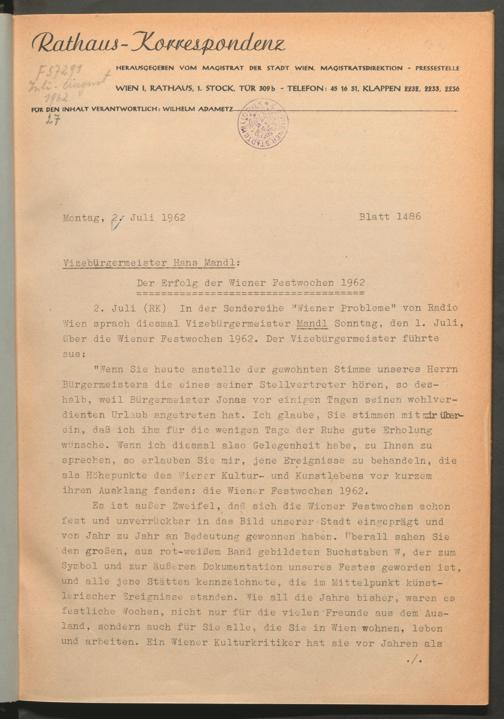 Rathaus-Korrespondenz
F 57291
Juli-
1962
27
HERAUSGEGEBEN VOM MAGISTRAT DER STADT WIEN, MAGISTRATSDIREKTION - PRESSESTELLE
WIEN I, RATHAUS, 1. STOCK, TÜR 309b - TELEFON: 45 16 31, KLAPPEN 2232, 2233, 2236
FÜR DEN INHALT VERANTWORTLICH: WILHELM ADAMETZ
Montag, 2. Juli 1962 Blatt 1486
Vizebürgermeister Hans Mandl:
Der Erfolg der Wiener Festwochen 1962
=====================================
2. Juli (RK) In der Sendereihe "Wiener Probleme" von Radio
Wien sprach diesmal Vizebürgermeister Mandl Sonntag, den 1. Juli,
über die Wiener Festwochen 1962. Der Vizebürgermeister führte
aus:
"Wenn Sie heute anstelle der gewohnten Stimme unseres Herrn
Bürgermeisters die eines seiner Stellvertreter hören, so des-
halb, weil Bürgermeister Jonas vor einigen Tagen seinen wohlver-
dienten Urlaub angetreten hat. Ich glaube, Sie stimmen mit mir über-
ein, daß ich ihm für die wenigen Tage der Ruhe gute Erholung
wünsche. Wenn ich diesmal also Gelegenheit habe, zu Ihnen zu
sprechen, so erlauben Sie mir, jene Ereignisse zu behandeln, die
als Höhepunkte des Wiener Kultur- und Kunstlebens vor kurzem
ihren Ausklang fanden: die Wiener Festwochen 1962.
Es ist außer Zweifel, daß sich die Wiener Festwochen schon
fest und unverrückbar in das Bild unserer Stadt eingeprägt und
von Jahr zu Jahr an Bedeutung gewonnen haben. Überall sahen Sie
den großen, aus rot-weißem Band gebildeten Buchstaben W, der zum
Symbol und zur äußeren Dokumentation unseres Festes geworden ist,
und alle jene Stätten kennzeichnete, die im Mittelpunkt künst-
lerischer Ereignisse standen. Wie all die Jahre bisher, waren es
festliche Wochen, nicht nur für die vielen Freunde aus dem Aus-
land, sondern auch für Sie alle, die Sie in Wien wohnen, leben
und arbeiten. Ein Wiener Kulturkritiker hat sie vor Jahren als
./.